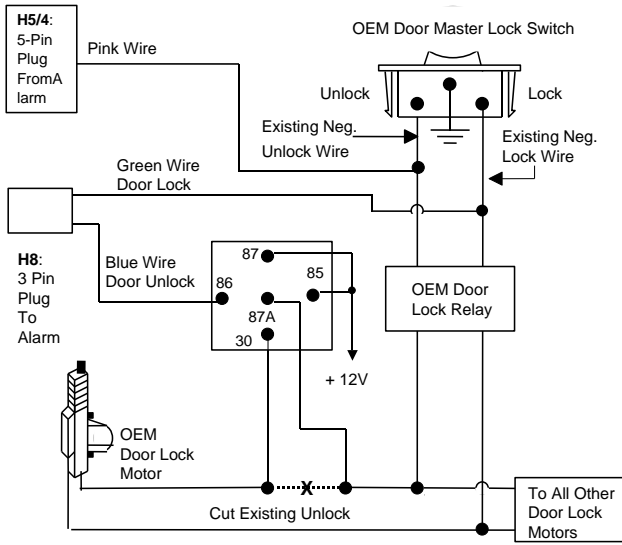 H5/4:
5-Pin
Plug
FromA
larm
Pink Wire
OEM Door Master Lock Switch
Unlock
Lock
Existing Neg.
Unlock Wire
Existing Neg.
Lock Wire
Green Wire
Door Lock
H8:
3 Pin
Plug
To
Alarm
Blue Wire
Door Unlock
87
86
85
87A
30
+ 12V
OEM Door
Lock Relay
OEM
Door Lock
Motor
X
Cut Existing Unlock
To All Other
Door Lock
Motors